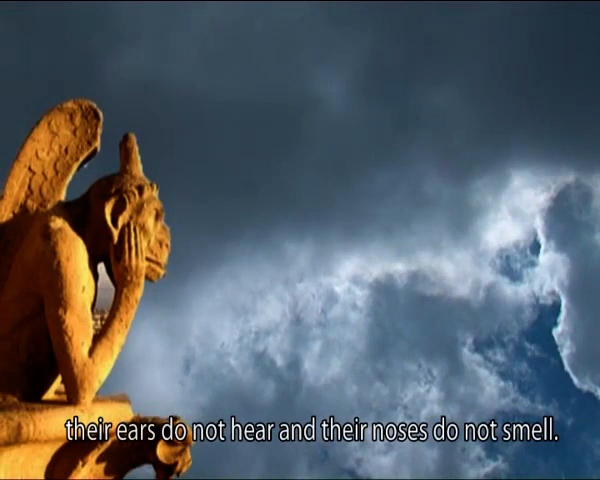 their ears do not hear and their noses do not smell.